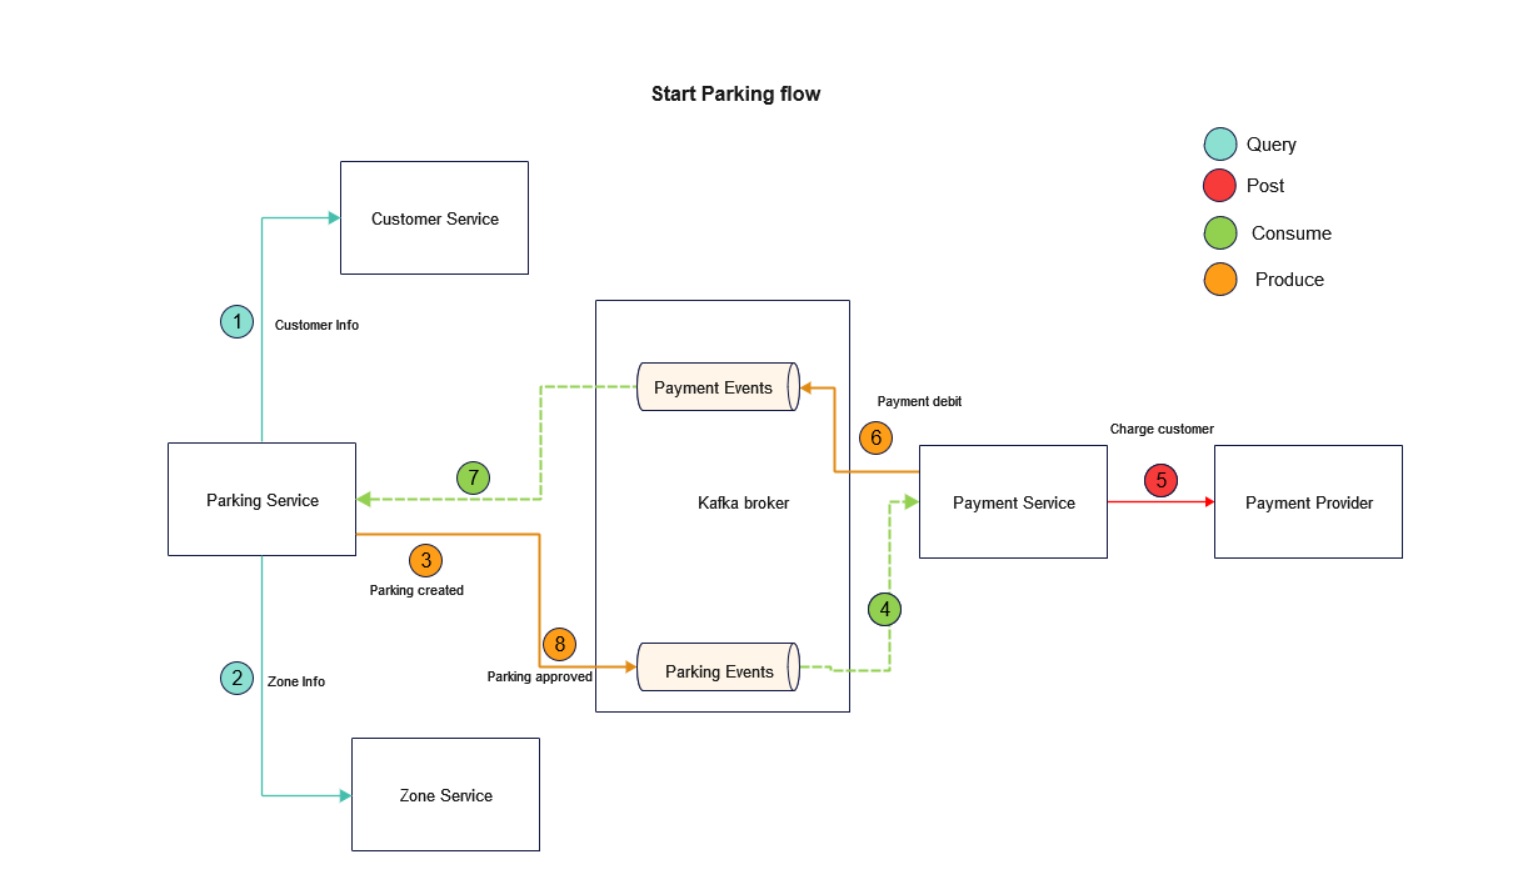 Start Parking flow
Query
Post
Consume
Produce
Customer Service
1
Customer Info
Payment Events
Payment debit
6
Charge customer
7
5
Parking Service
Kafka broker
Payment Service
Payment Provider
3
Parking created
4
8
Parking approved
Parking Events
2
Zone Info
Zone Service